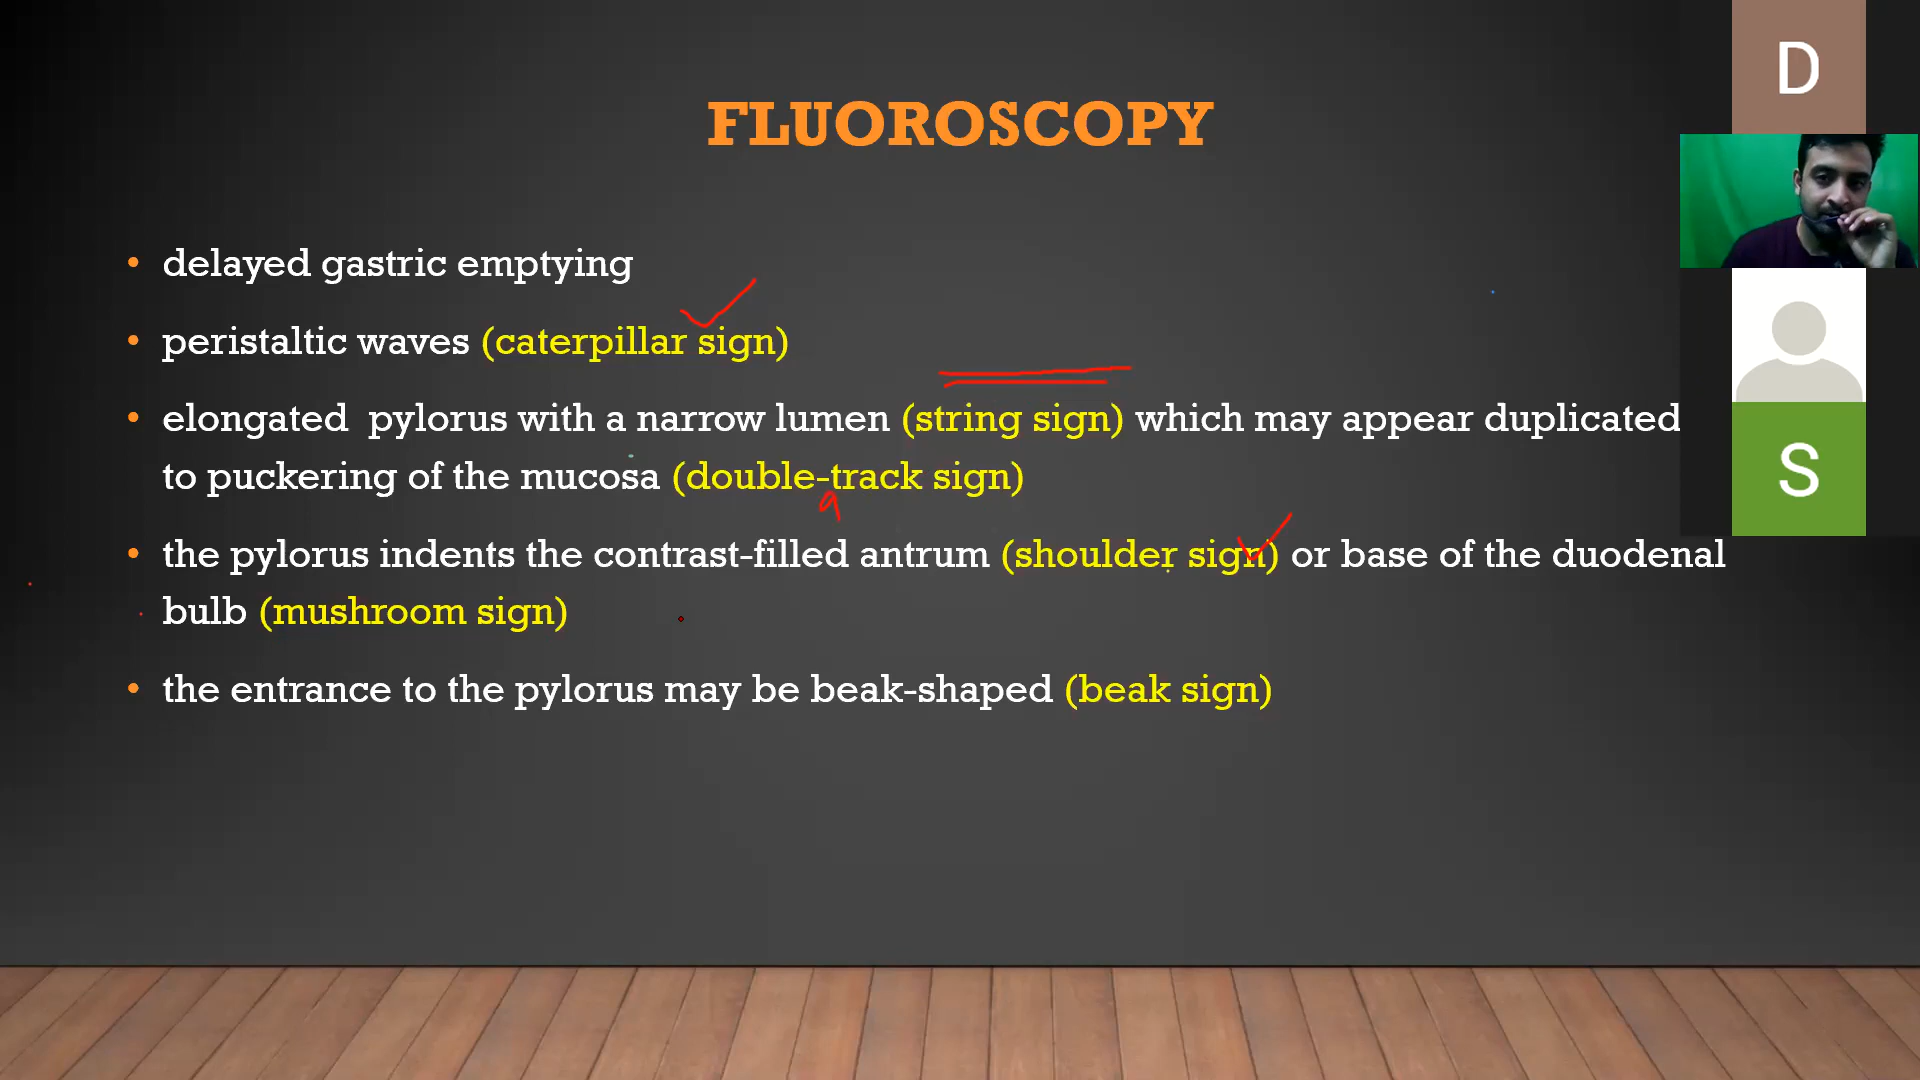 FLUOROSCOPY
• delayed gastric emptying
• peristaltic waves (caterpillar sign)
• elongated pylorus with a narrow lumen (string sign) which may appear duplicated
to puckering of the mucosa (double-track sign)
• the pylorus indents the contrast-filled antrum (shoulder sign) or base of the duodenal
bulb (mushroom sign)
• the entrance to the pylorus may be beak-shaped (beak sign)
D
S